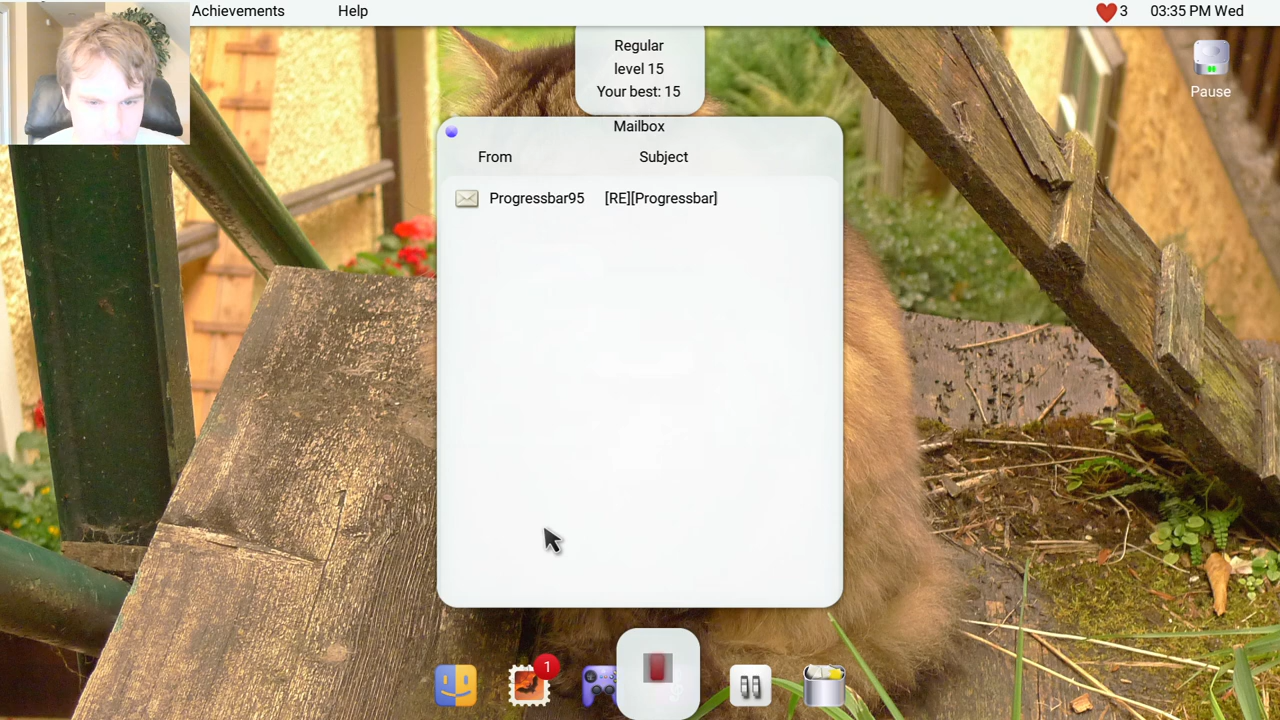 Achievements
Help
3
03:35 PM Wed
Regular
level 15
Your best: 15
Pause
Mailbox
From
Subject
Progressbar95
[RE][Progressbar]
1